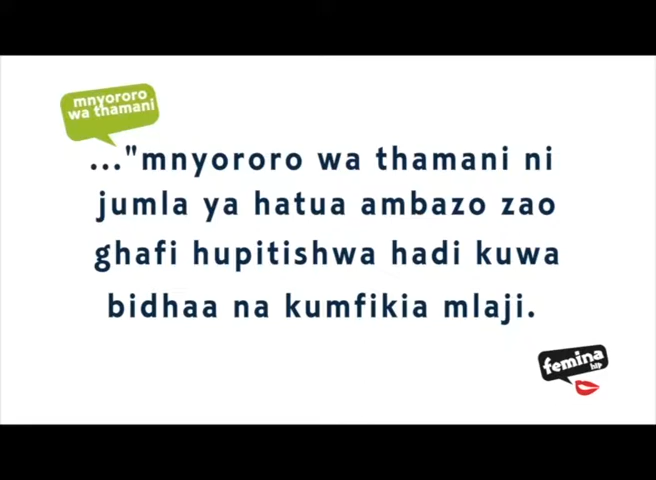 mnyororo
wa thamani
..."mnyororo wa thamani ni
jumla ya hatua ambazo zao
ghafi hupitishwa hadi kuwa
bidhaa na kumfikia mlaji.
femina
hip